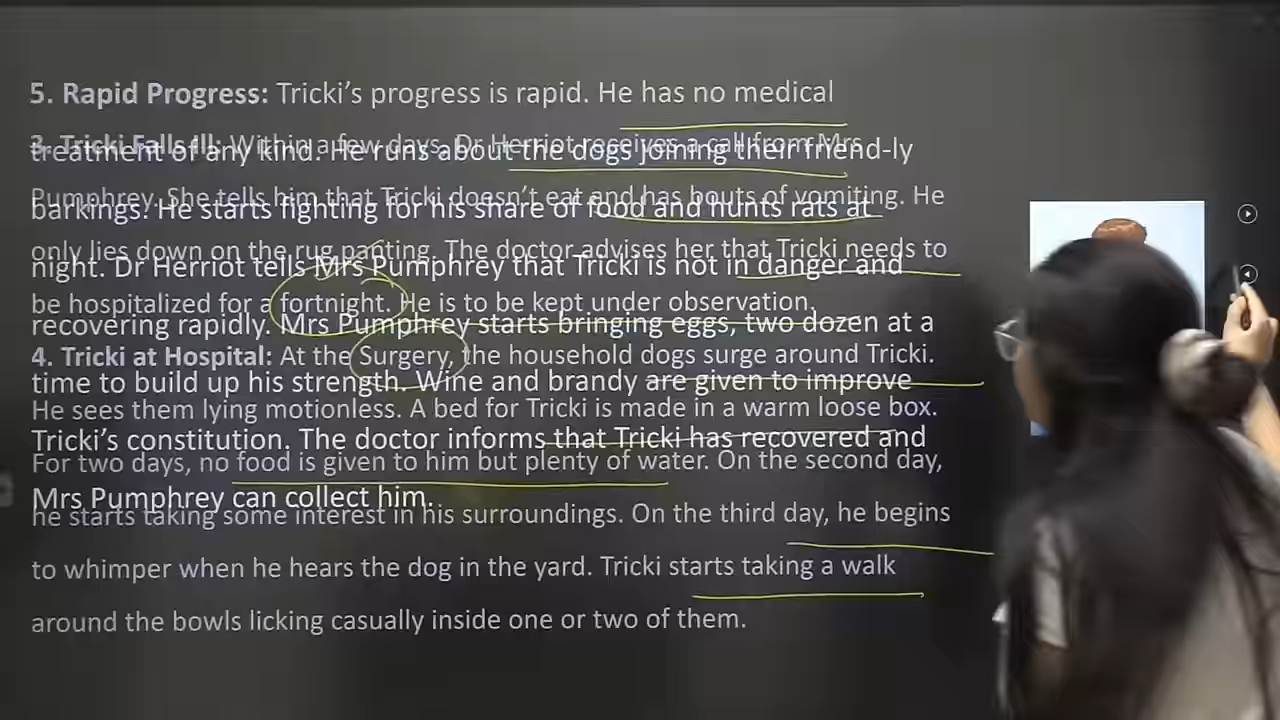 5. Rapid Progress: Tricki's progress is rapid. He has no medical
3. Tricki Falls Ill: Within a few days, Dr Herriot receives a call from Mrs
treatment of any kind. He runs about the dogs joining their friend-ly
Pumphrey. She tells him that Tricki doesn't eat and has bouts of vomiting. He
barkings. He starts fighting for his share of food and hunts rats at
only lies down on the rug panting. The doctor advises her that Tricki needs to
night. Dr Herriot tells Mrs Pumphrey that Tricki is not in danger and
be hospitalized for a fortnight. He is to be kept under observation.
recovering rapidly. Mrs Pumphrey starts bringing eggs, two dozen at a
4. Tricki at Hospital: At the Surgery, the household dogs surge around Tricki.
time to build up his strength. Wine and brandy are given to improve
He sees them lying motionless. A bed for Tricki is made in a warm loose box.
Tricki's constitution. The doctor informs that Tricki has recovered and
For two days, no food is given to him but plenty of water. On the second day,
Mrs Pumphrey can collect him.
he starts taking some interest in his surroundings. On the third day, he begins
to whimper when he hears the dog in the yard. Tricki starts taking a walk
around the bowls licking casually inside one or two of them.